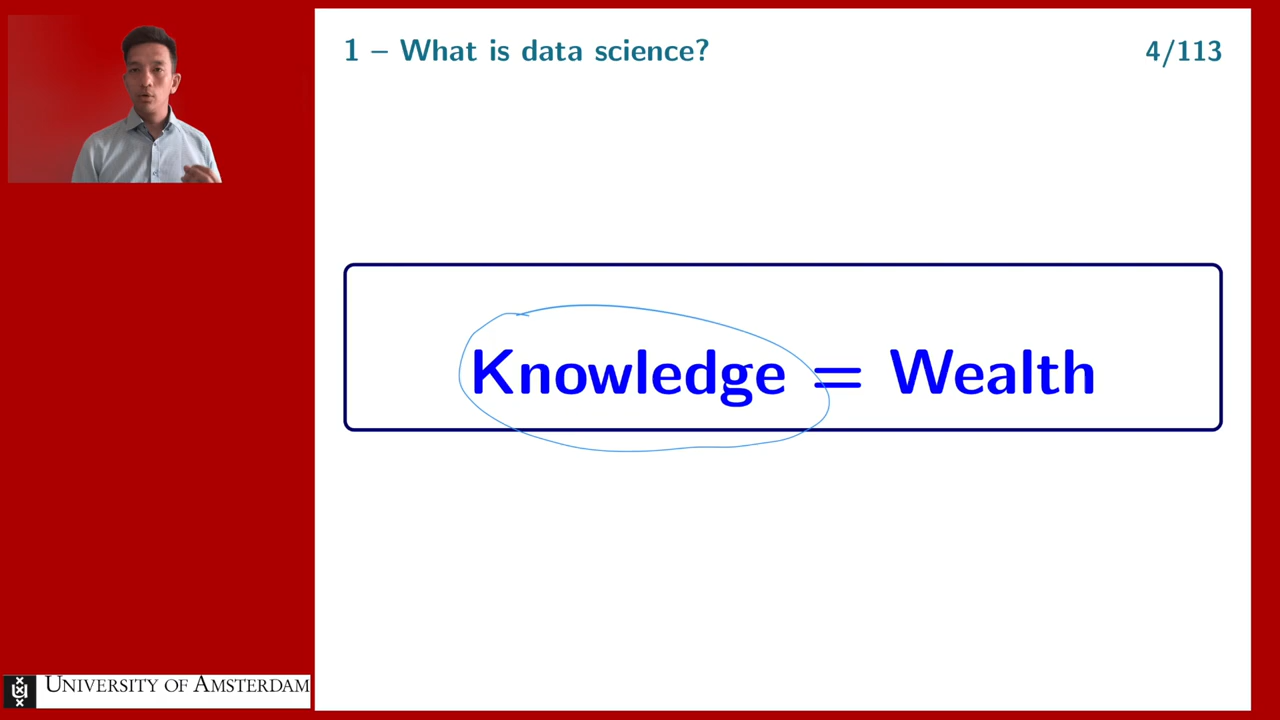 1 – What is data science?
4/113
Knowledge = Wealth
UNIVERSITY OF AMSTERDAM